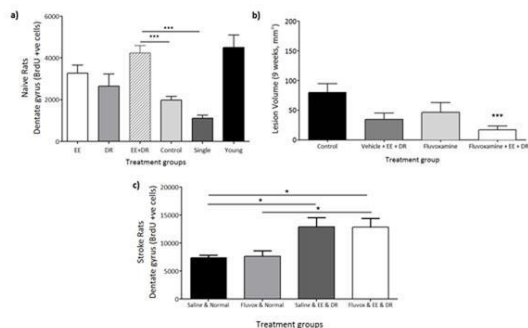 a)
Naive Rats
Dentate gyrus (BrdU +ve cells)
6000
4000
2000
0
***
***
EE
DR
EE+DR
Control
Single
Young
Treatment groups
b)
Lesion Volume (9 weeks, mm³)
150
100
50
0
***
Control
Vehicle + EE + DR
Fluvoxamine
Fluvoxamine + EE + DR
Treatment group
c)
Stroke Rats
Dentate gyrus (BrdU +ve cells)
20000
15000
10000
5000
0
*
*
*
Saline & Normal
Fluvox & Normal
Saline & EE & DR
Fluvox & EE & DR
Treatment groups